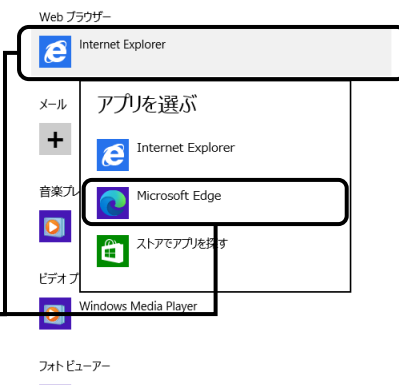 Web ブラウザー
Internet Explorer
メール
アプリを選ぶ
Internet Explorer
音楽プレ
Microsoft Edge
ストアでアプリを探す
ビデオ プ
Windows Media Player
フォト ビューアー